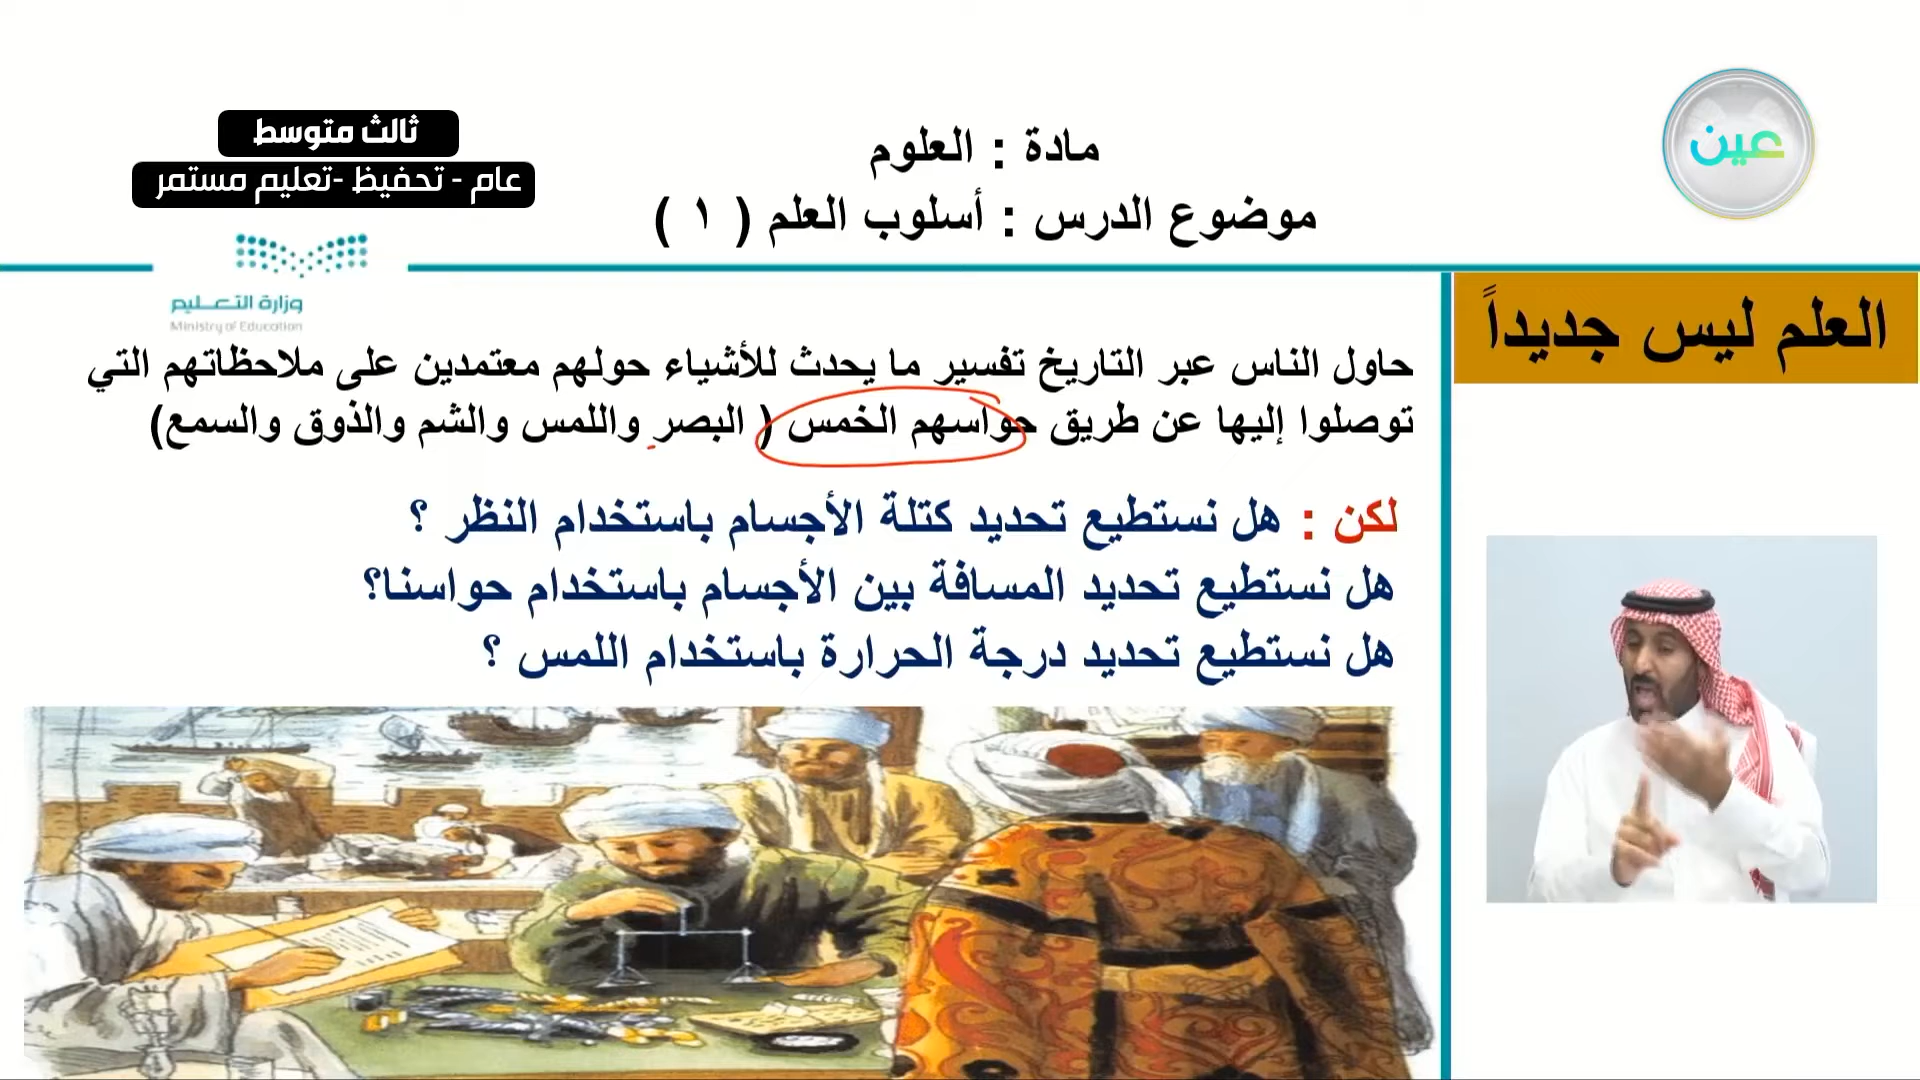 ثالث متوسط
عام - تحفيظ -تعليم مستمر
مادة : العلوم
موضوع الدرس : أسلوب العلم ( ١ )
عين
وزارة التعليم
Ministry of Education
العلم ليس جديداً
حاول الناس عبر التاريخ تفسير ما يحدث للأشياء حولهم معتمدين على ملاحظاتهم التي
توصلوا إليها عن طريق حواسهم الخمس ( البصر واللمس والشم والذوق والسمع)
لكن : هل نستطيع تحديد كتلة الأجسام باستخدام النظر ؟
هل نستطيع تحديد المسافة بين الأجسام باستخدام حواسنا؟
هل نستطيع تحديد درجة الحرارة باستخدام اللمس ؟